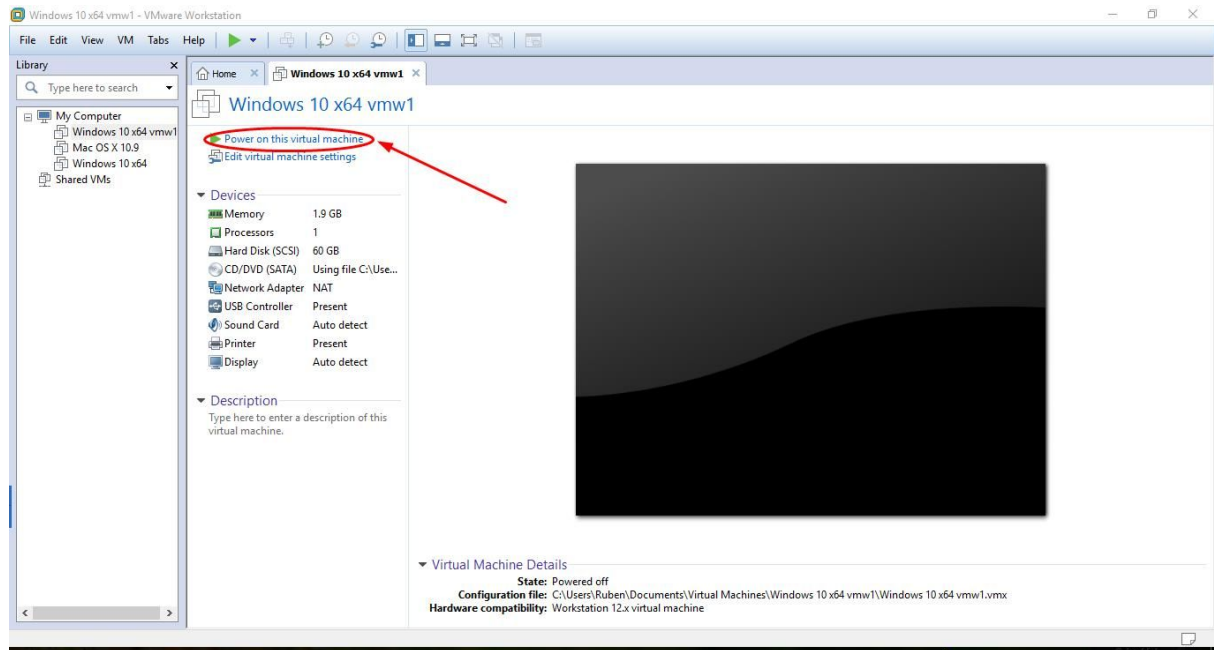 Windows 10 x64 vmw1 - VMware Workstation
File Edit View VM Tabs Help
Library
Type here to search
My Computer
Windows 10 x64 vmw1
Mac OS X 10.9
Windows 10 x64
Shared VMs
Home
Windows 10 x64 vmw1
Windows 10 x64 vmw1
Power on this virtual machine
Edit virtual machine settings
Devices
Memory 1.9 GB
Processors 1
Hard Disk (SCSI) 60 GB
CD/DVD (SATA) Using file C:\Use...
Network Adapter NAT
USB Controller Present
Sound Card Auto detect
Printer Present
Display Auto detect
Description
Type here to enter a description of this
virtual machine.
Virtual Machine Details
State: Powered off
Configuration file: C:\Users\Ruben\Documents\Virtual Machines\Windows 10 x64 vmw1\Windows 10 x64 vmw1.vmx
Hardware compatibility: Workstation 12.x virtual machine